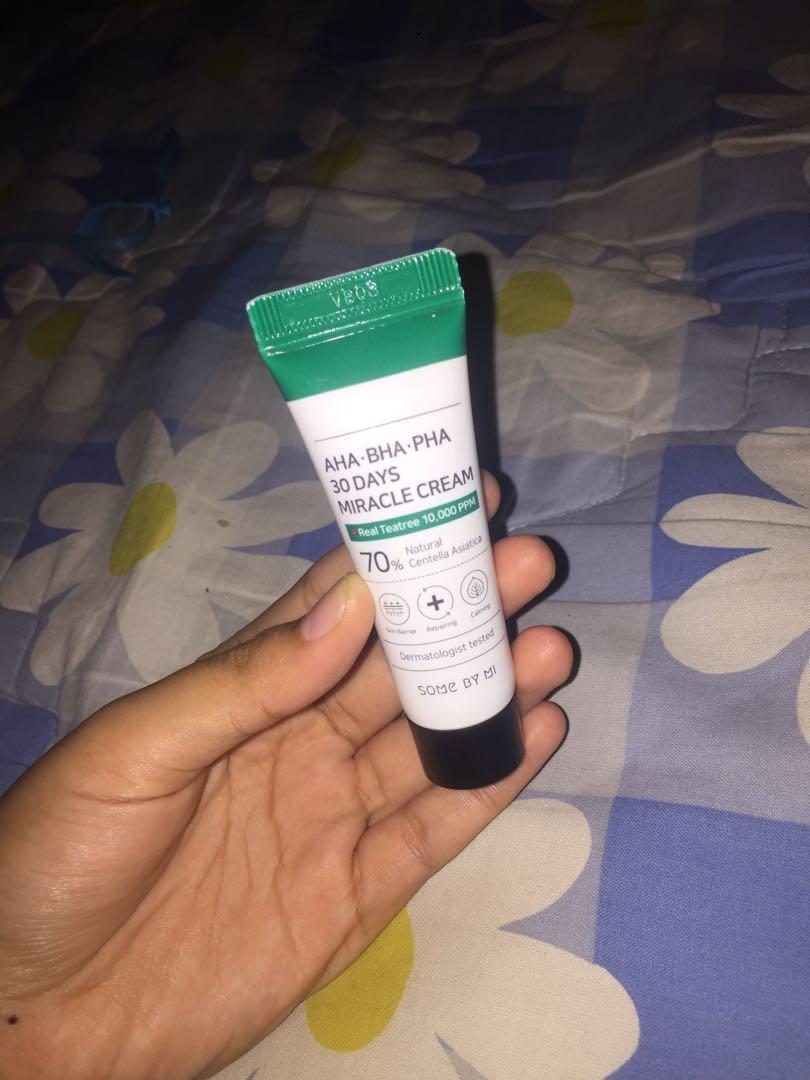 VB03
AHA·BHA·PHA
30 DAYS
MIRACLE CREAM
+Real Teatree 10,000 PPM
70% Natural
Centella Asiatica
Skin-Barrier Repairing Calming
Dermatologist tested
SOME BY MI